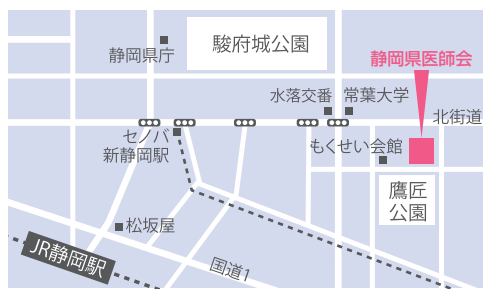 駿府城公園
静岡県庁
静岡県医師会
水落交番
常葉大学
北街道
セノバ
新静岡駅
もくせい会館
鷹匠
公園
松坂屋
JR静岡駅
国道1